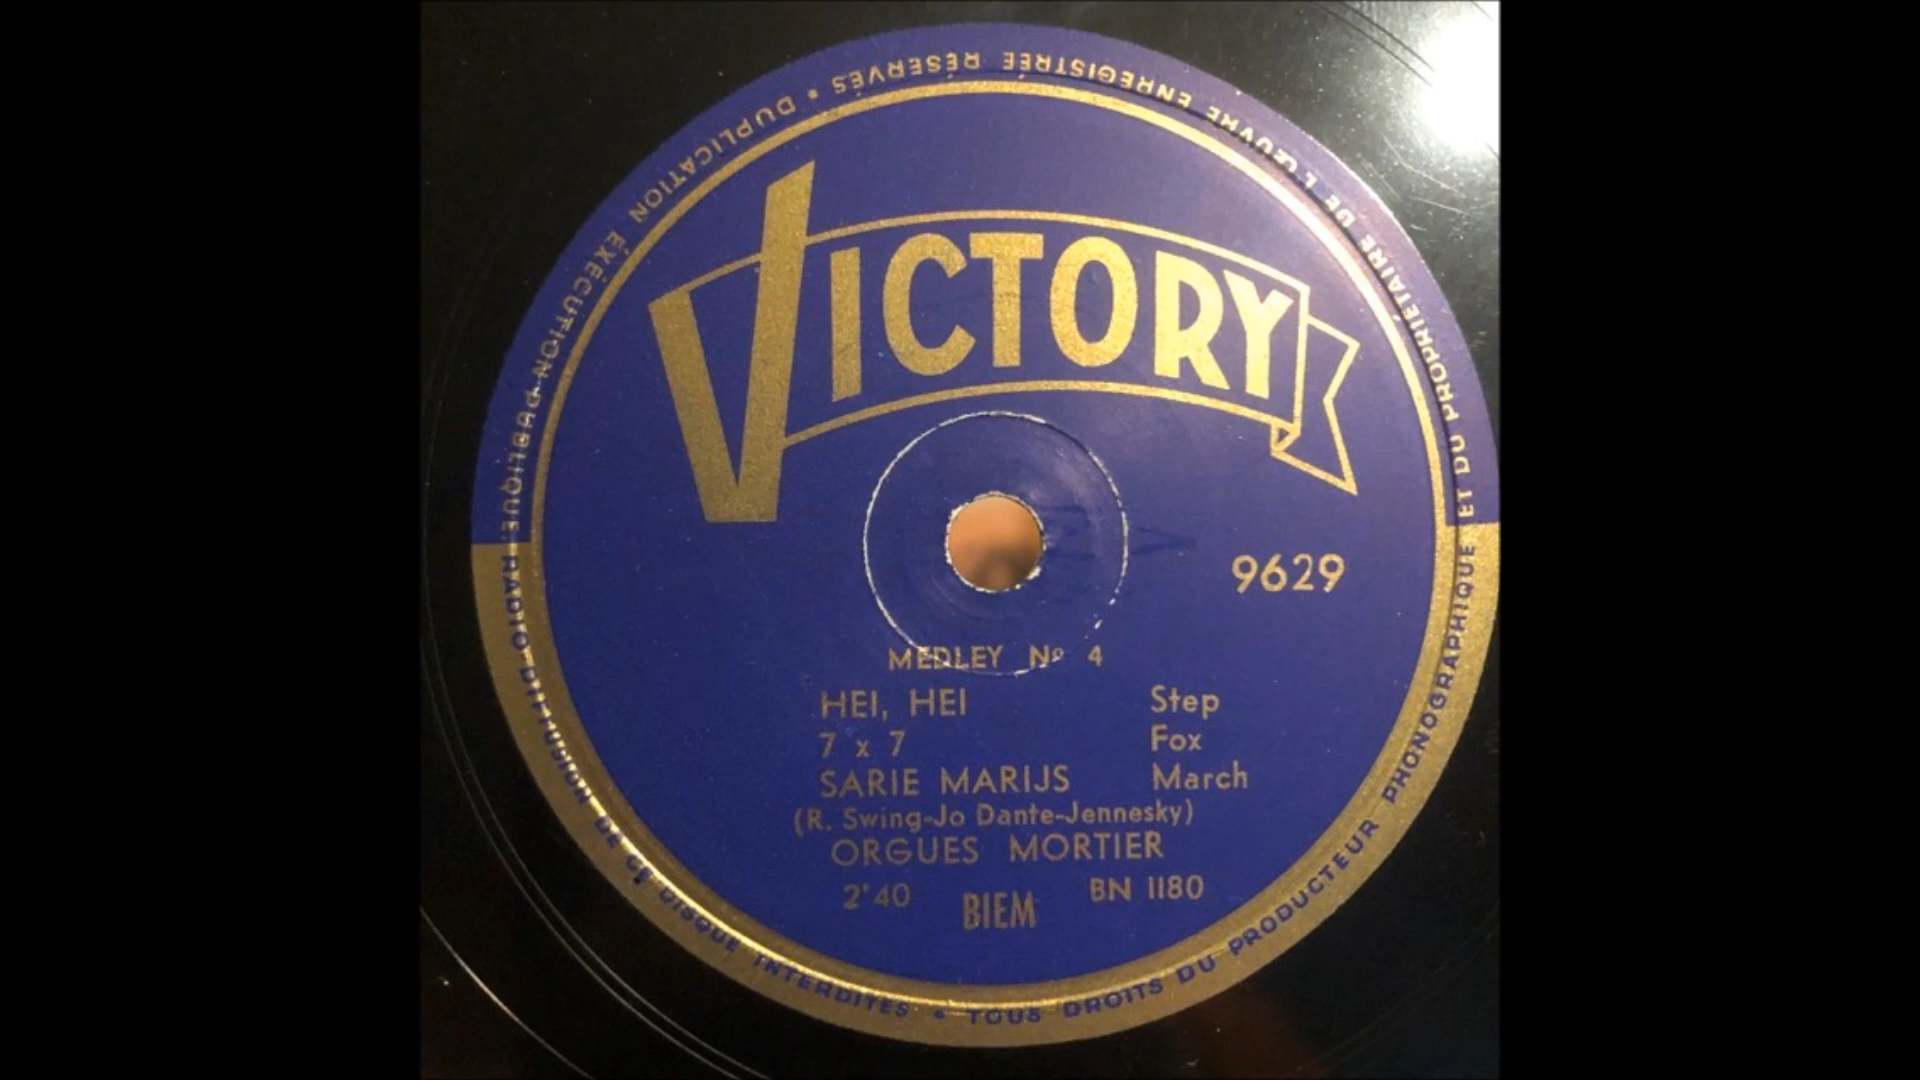 VICTORY
9629
MEDLEY Nº 4
HEI, HEI Step
7 x 7 Fox
SARIE MARIJS March
(R. Swing-Jo Dante-Jennesky)
ORGUES MORTIER
2'40 BIEM BN 1180
TOUS DROITS DU PRODUCTEUR PHONOGRAPHIQUE ET DU PROPRIÉTAIRE DE L'ŒUVRE ENREGISTRÉE RÉSERVÉS • DUPLICATION ÉXÉCUTION PUBLIQUE, RADIO-DIFFUSION DE CE DISQUE INTERDITES •